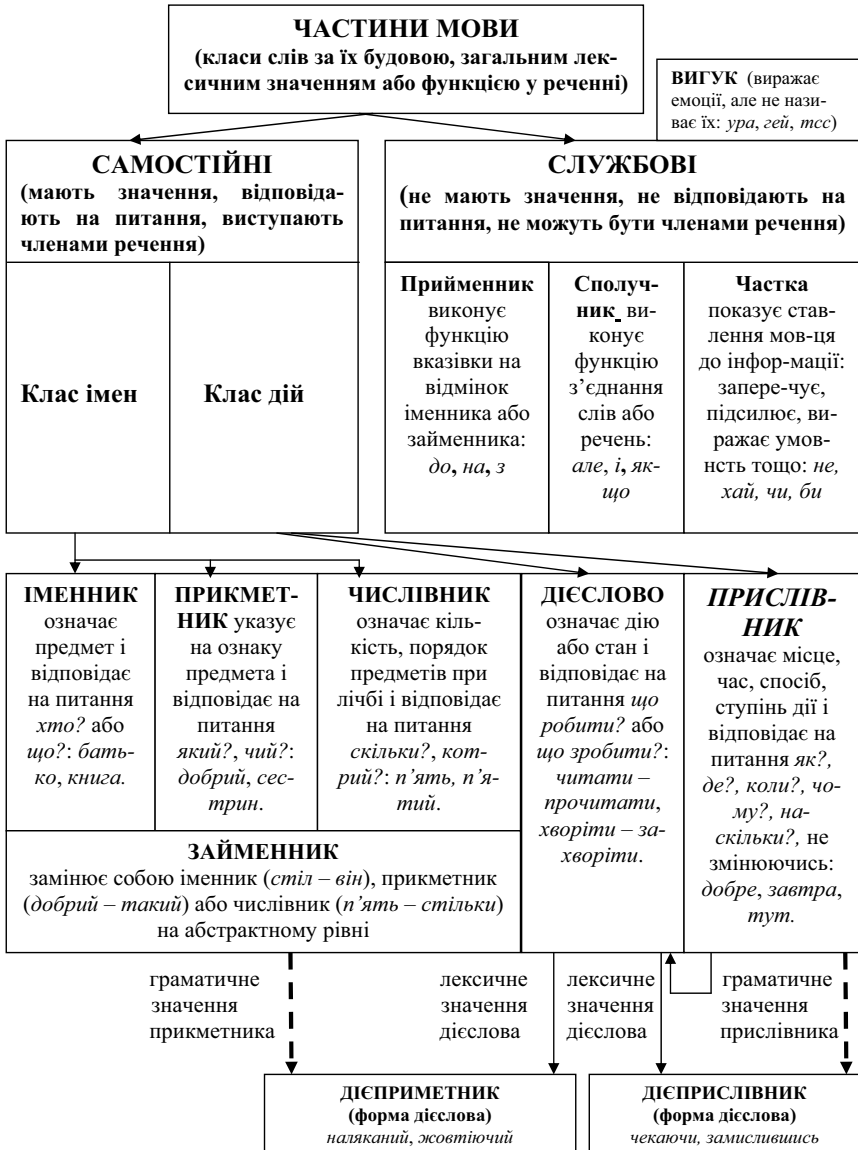 ЧАСТИНИ МОВИ
(класи слів за їх будовою, загальним лек-
сичним значенням або функцією у реченні)
ВИГУК (виражає
емоції, але не нази-
ває їх: ура, гей, тсс)
САМОСТІЙНІ
(мають значення, відповіда-
ють на питання, виступають
членами речення)
СЛУЖБОВІ
(не мають значення, не відповідають на
питання, не можуть бути членами речення)
Клас імен
Клас дій
Прийменник
виконує
функцію
вказівки на
відмінок
іменника або
займенника:
до, на, з
Сполуч-
ник ви-
конує
функцію
з’єднання
слів або
речень:
але, і, як-
що
Частка
показує став-
лення мов-ця
до інфор-мації:
запере-чує,
підсилює, ви-
ражає умов-
нсть тощо: не,
хай, чи, би
ІМЕННИК
означає
предмет і
відповідає
на питання
хто? або
що?: бать-
ко, книга.
ПРИКМЕТ-
НИК указує
на ознаку
предмета і
відповідає на
питання
який?, чий?:
добрий, сес-
трин.
ЧИСЛІВНИК
означає кіль-
кість, порядок
предметів при
лічбі і відповідає
на питання
скільки?, кот-
рий?: п’ять, п’я-
тий.
ДІЄСЛОВО
означає дію
або стан і
відповідає на
питання що
робити? або
що зробити?:
читати –
прочитати,
хворіти – за-
хворіти.
ПРИСЛІВ-
НИК
означає місце,
час, спосіб,
ступінь дії і
відповідає на
питання як?,
де?, коли?, чо-
му?, на-
скільки?, не
змінюючись:
добре, завтра,
тут.
ЗАЙМЕННИК
замінює собою іменник (стіл – він), прикметник
(добрий – такий) або числівник (п’ять – стільки)
на абстрактному рівні
граматичне
значення
прикметника
лексичне
значення
дієслова
лексичне
значення
дієслова
граматичне
значення
прислівника
ДІЄПРИМЕТНИК
(форма дієслова)
наляканий, жовтіючий
ДІЄПРИСЛІВНИК
(форма дієслова)
чекаючи, замислившись